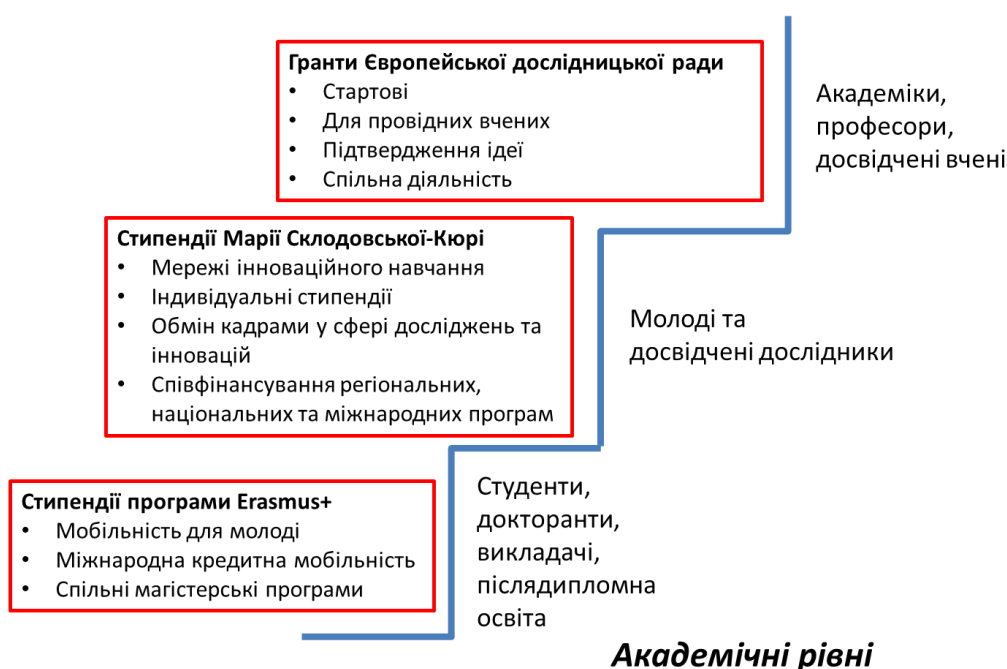 Гранти Європейської дослідницької ради
• Стартові
• Для провідних вчених
• Підтвердження ідеї
• Спільна діяльність
Академіки,
професори,
досвідчені вчені
Стипендії Марії Склодовської-Кюрі
• Мережі інноваційного навчання
• Індивідуальні стипендії
• Обмін кадрами у сфері досліджень та
інновацій
• Співфінансування регіональних,
національних та міжнародних програм
Молоді та
досвідчені дослідники
Стипендії програми Erasmus+
• Мобільність для молоді
• Міжнародна кредитна мобільність
• Спільні магістерські програми
Студенти,
докторанти,
викладачі,
післядипломна
освіта
Академічні рівні